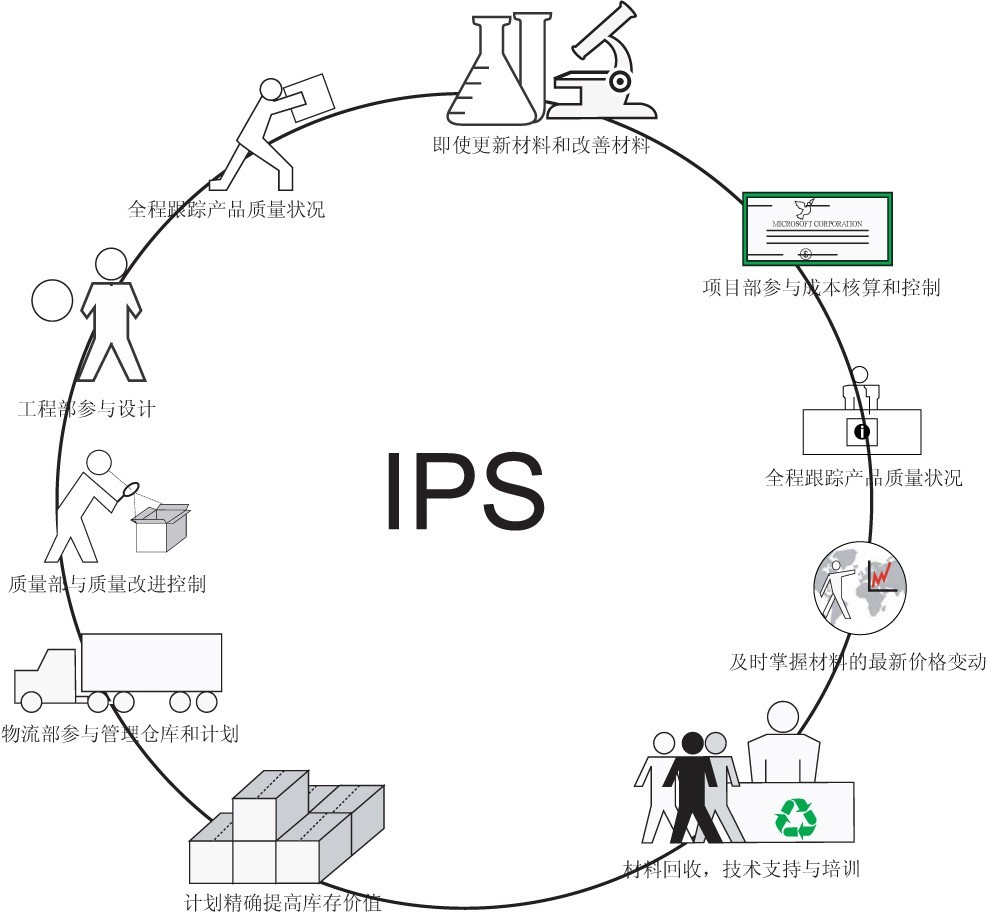 即使更新材料和改善材料
全程跟踪产品质量状况
MICROSOFT CORPORATION
$
项目部参与成本核算和控制
工程部参与设计
i
全程跟踪产品质量状况
IPS
质量部与质量改进控制
及时掌握材料的最新价格变动
物流部参与管理仓库和计划
材料回收，技术支持与培训
计划精确提高库存价值